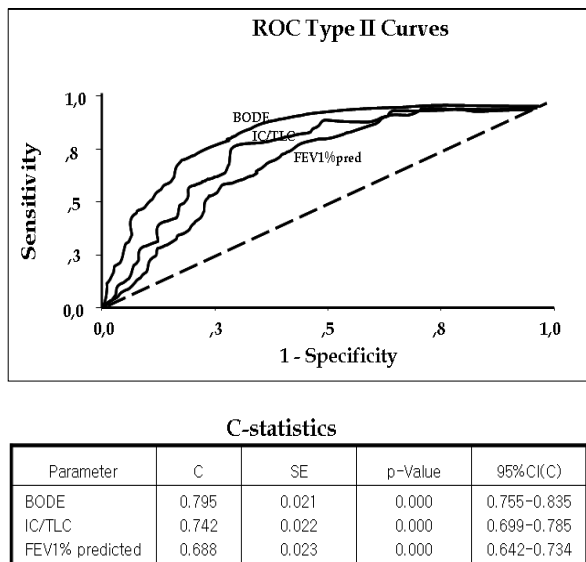 ROC Type II Curves
1,0
,8
,5
,3
0,0
Sensitivity
BODE
IC/TLC
FEV1%pred
0,0 ,3 ,5 ,8 1,0
1 - Specificity
C-statistics
Parameter C SE p-Value 95%CI(C)
BODE 0.795 0.021 0.000 0.755-0.835
IC/TLC 0.742 0.022 0.000 0.699-0.785
FEV1% predicted 0.688 0.023 0.000 0.642-0.734